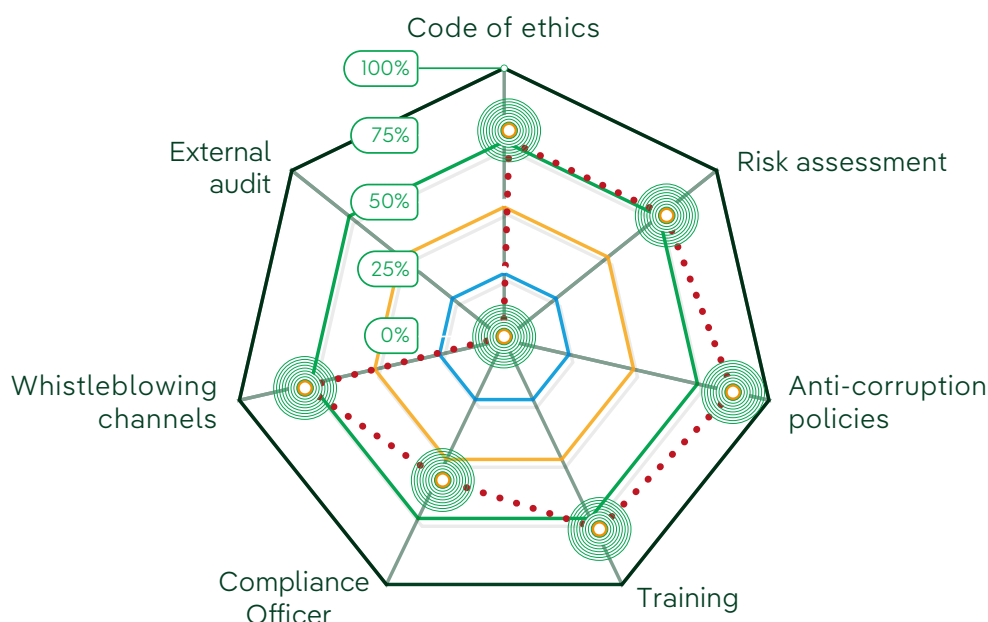 Code of ethics
100%
75%
External
audit
Risk assessment
50%
25%
0%
Whistleblowing
channels
Anti-corruption
policies
Compliance
Officer
Training